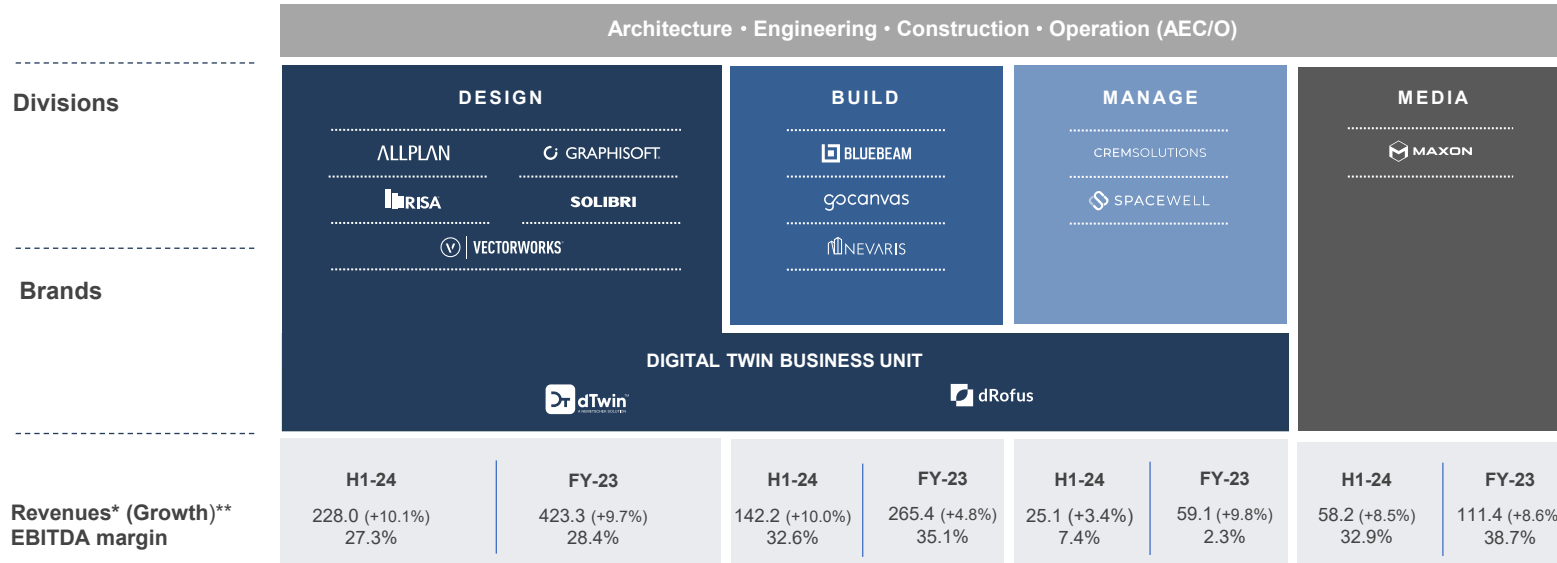 Architecture • Engineering • Construction • Operation (AEC/O)
Divisions
DESIGN
ALLPLAN
GRAPHISOFT.
RISA
SOLIBRI
VECTORWORKS
BUILD
BLUEBEAM
gocanvas
NEVARIS
MANAGE
CREMSOLUTIONS
SPACEWELL
MEDIA
MAXON
Brands
DIGITAL TWIN BUSINESS UNIT
dTwin™
dRofus
Revenues* (Growth)**
EBITDA margin
H1-24
228.0 (+10.1%)
27.3%
FY-23
423.3 (+9.7%)
28.4%
H1-24
142.2 (+10.0%)
32.6%
FY-23
265.4 (+4.8%)
35.1%
H1-24
25.1 (+3.4%)
7.4%
FY-23
59.1 (+9.8%)
2.3%
H1-24
58.2 (+8.5%)
32.9%
FY-23
111.4 (+8.6%
38.7%